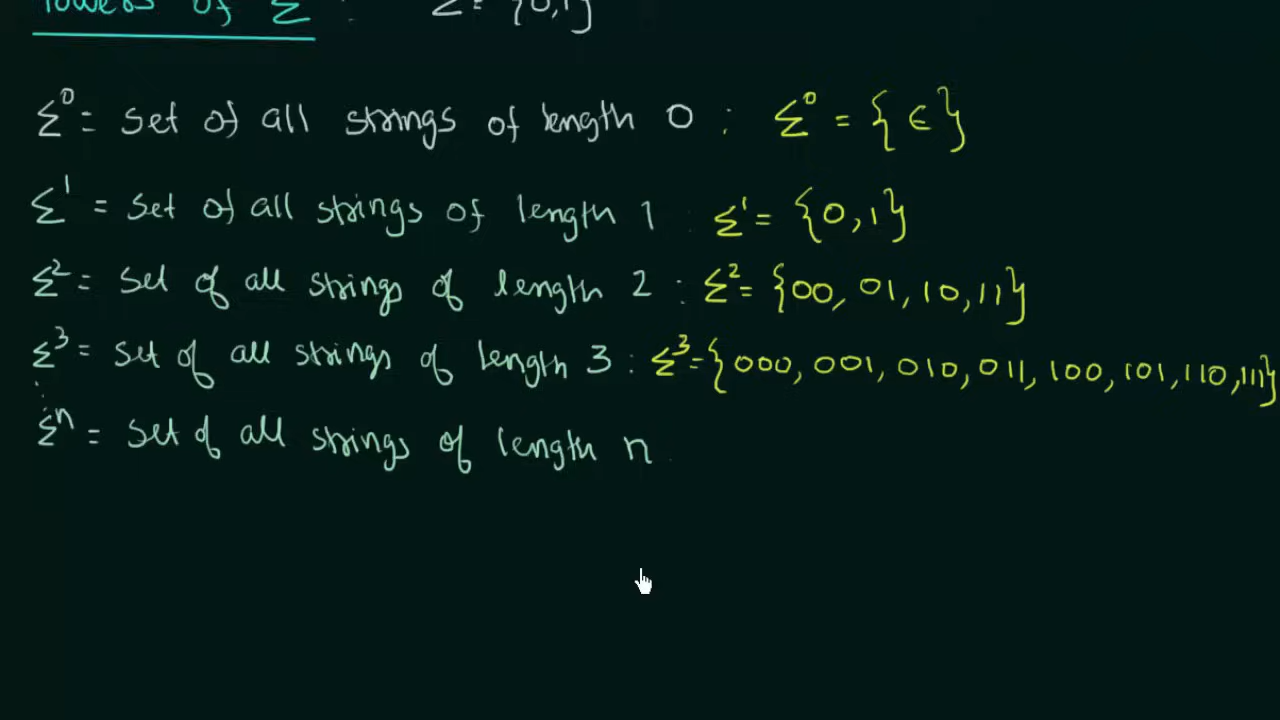 Powers of Σ : Σ = {0,1}
Σ⁰ = set of all strings of length 0 : Σ⁰ = {ϵ}
Σ¹ = set of all strings of length 1 : Σ¹ = {0,1}
Σ² = set of all strings of length 2 : Σ² = {00, 01, 10, 11}
Σ³ = set of all strings of length 3 : Σ³ = {000, 001, 010, 011, 100, 101, 110, 111}
:
Σⁿ = set of all strings of length n